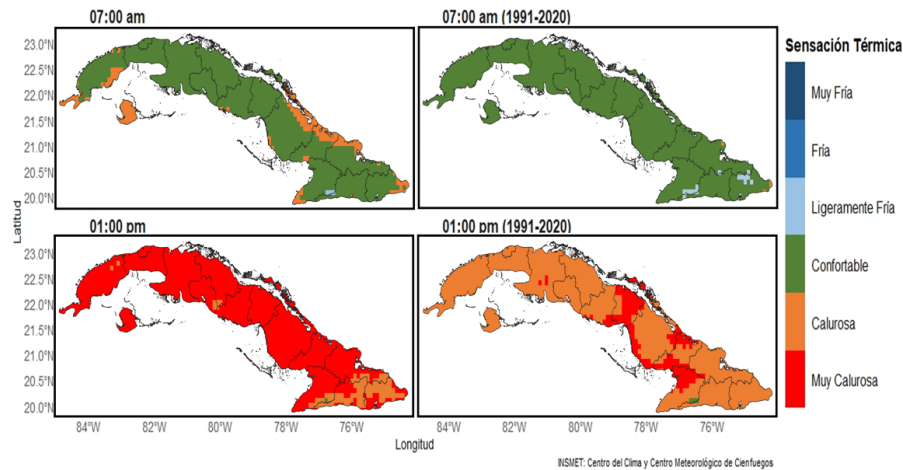 07:00 am 07:00 am (1991-2020)
23.0°N
22.5°N
22.0°N
21.5°N
21.0°N
20.5°N
20.0°N
01:00 pm 01:00 pm (1991-2020)
23.0°N
22.5°N
22.0°N
21.5°N
21.0°N
20.5°N
20.0°N
Latitud
84°W 82°W 80°W 78°W 76°W 84°W 82°W 80°W 78°W 76°W
Longitud
Sensación Térmica
Muy Fría
Fría
Ligeramente Fría
Confortable
Calurosa
Muy Calurosa
INSMET: Centro del Clima y Centro Meteorológico de Cienfuegos